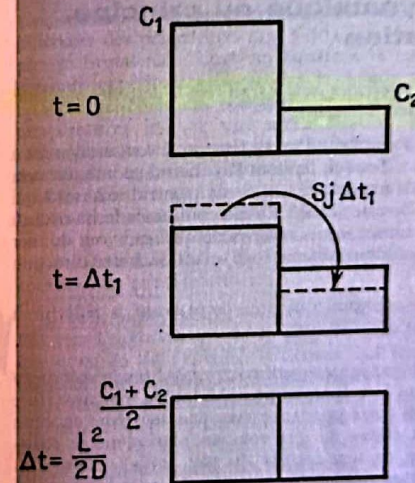 C₁
t=0
C₂
SjΔt₁
t=Δt₁
C₁+C₂
2
Δt= L²
2D